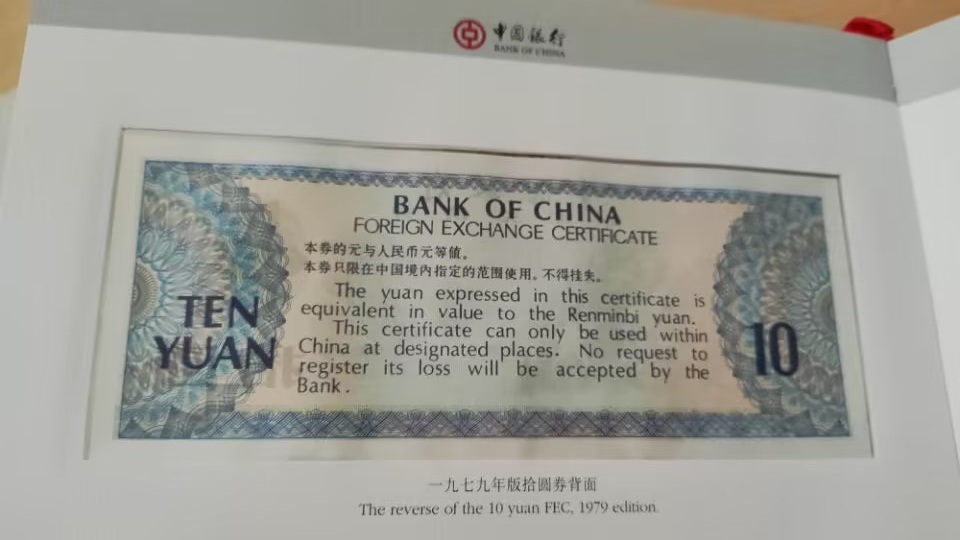 中国银行
BANK OF CHINA
BANK OF CHINA
FOREIGN EXCHANGE CERTIFICATE
本券的元与人民币元等值。
本券只限在中国境内指定的范围使用。不得挂失。
The yuan expressed in this certificate is
equivalent in value to the Renminbi yuan.
This certificate can only be used within
China at designated places. No request to
register its loss will be accepted by the
Bank.
TEN
YUAN
10
一九七九年版拾圆券背面
The reverse of the 10 yuan FEC, 1979 edition.